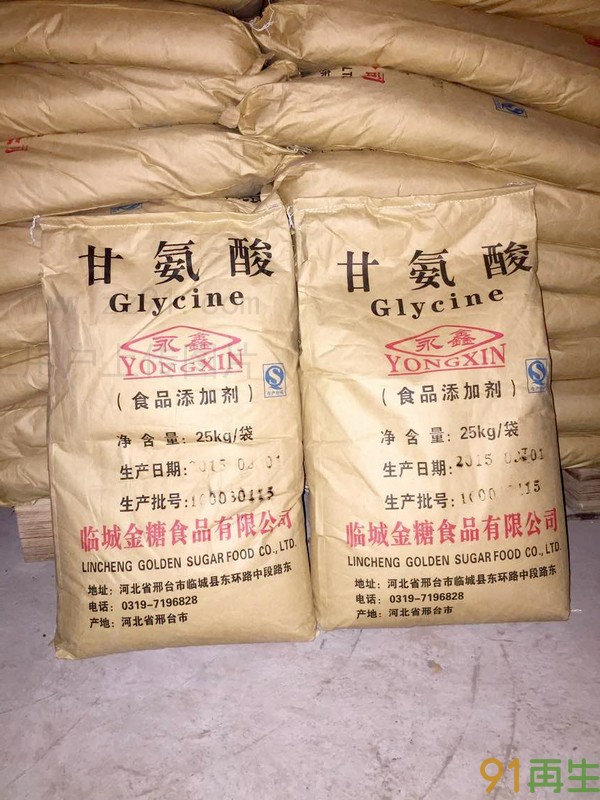 甘氨酸
Glycine
永鑫
YONGXIN
(食品添加剂)
净含量: 25kg/袋
生产日期: 2015 03 01
生产批号:
临城金糖食品有限公司
LINCHENG GOLDEN SUGAR FOOD CO., LTD.
地址: 河北省邢台市临城县东环路中段路东
电话: 0319-7196828
产地: 河北省邢台市
甘氨酸
Glycine
永鑫
YONGXIN
(食品添加剂)
净含量: 25kg/袋
生产日期: 2015 03 01
生产批号:
临城金糖食品有限公司
LINCHENG GOLDEN SUGAR FOOD CO., LTD.
地址: 河北省邢台市临城县东环路中段路东
电话: 0319-7196828
产地: 河北省邢台市
91再生